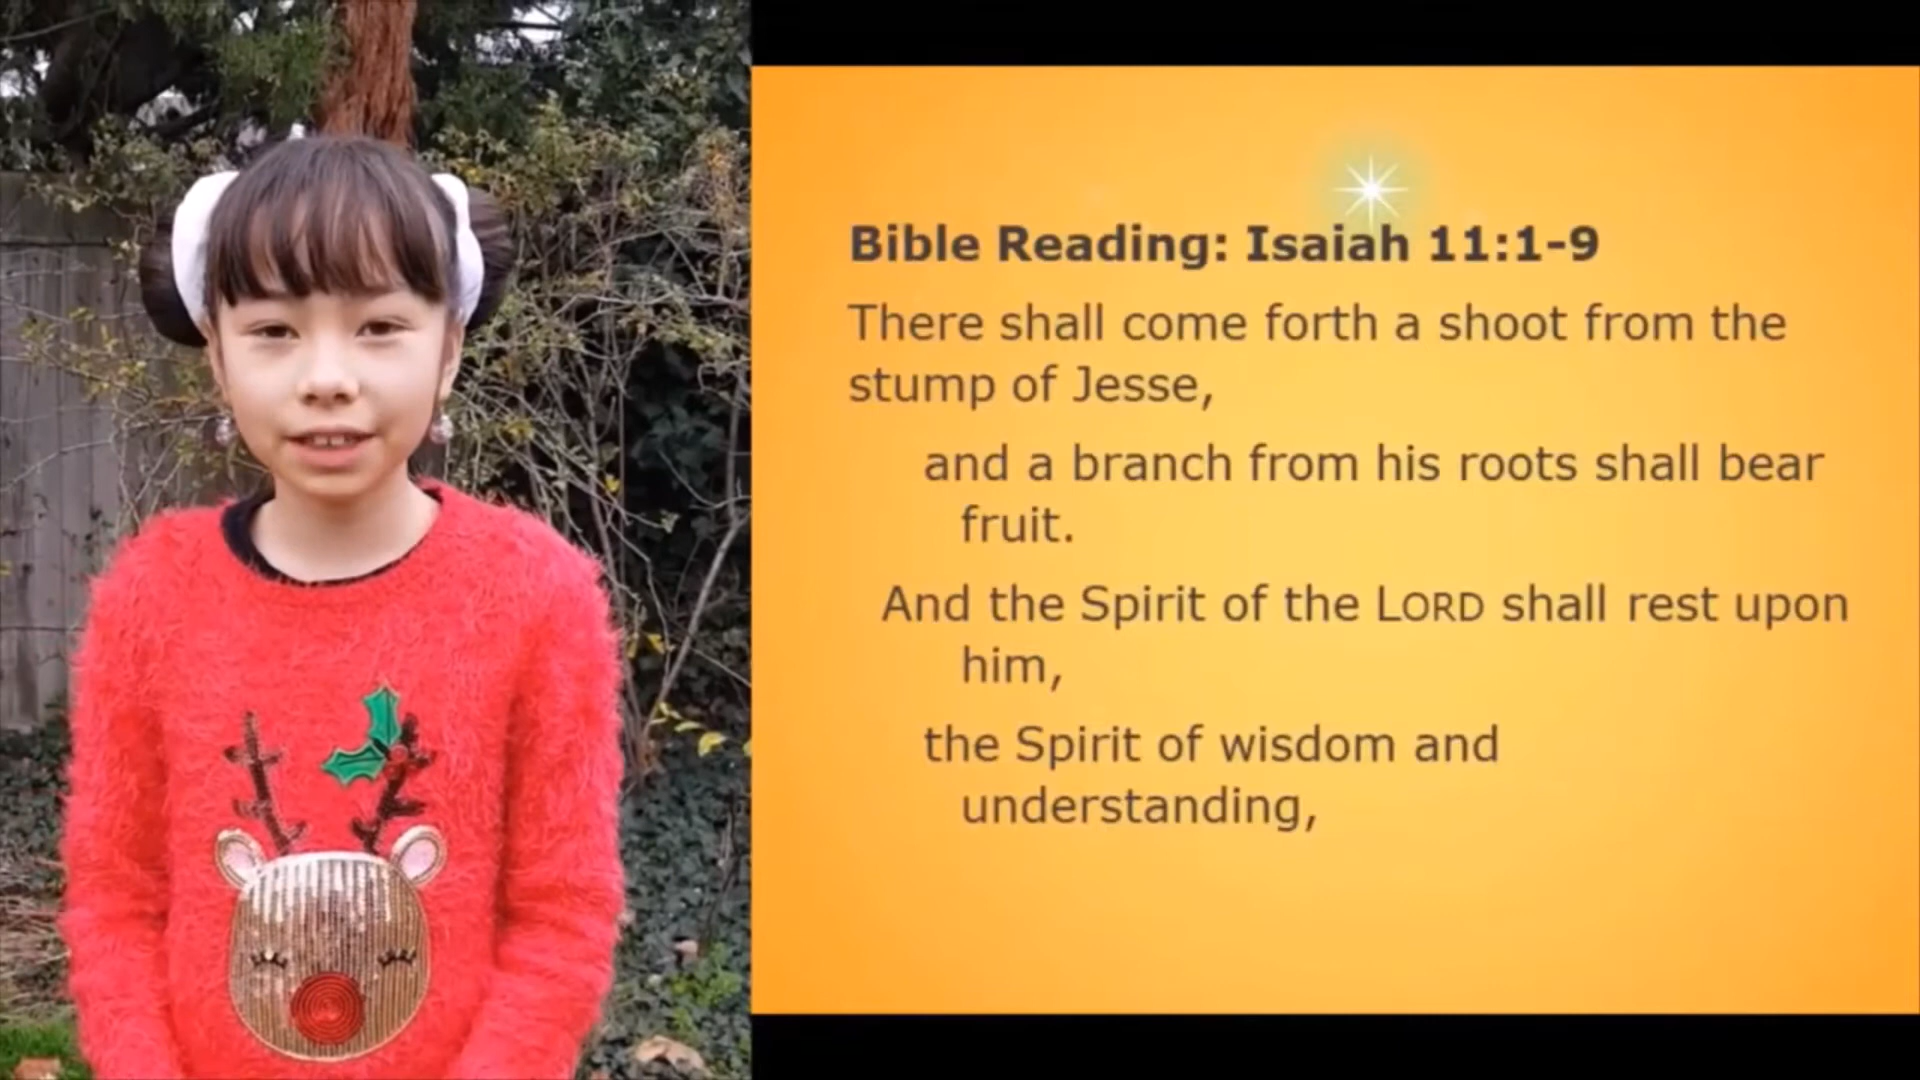 Bible Reading: Isaiah 11:1-9
There shall come forth a shoot from the
stump of Jesse,
and a branch from his roots shall bear
fruit.
And the Spirit of the LORD shall rest upon
him,
the Spirit of wisdom and
understanding,